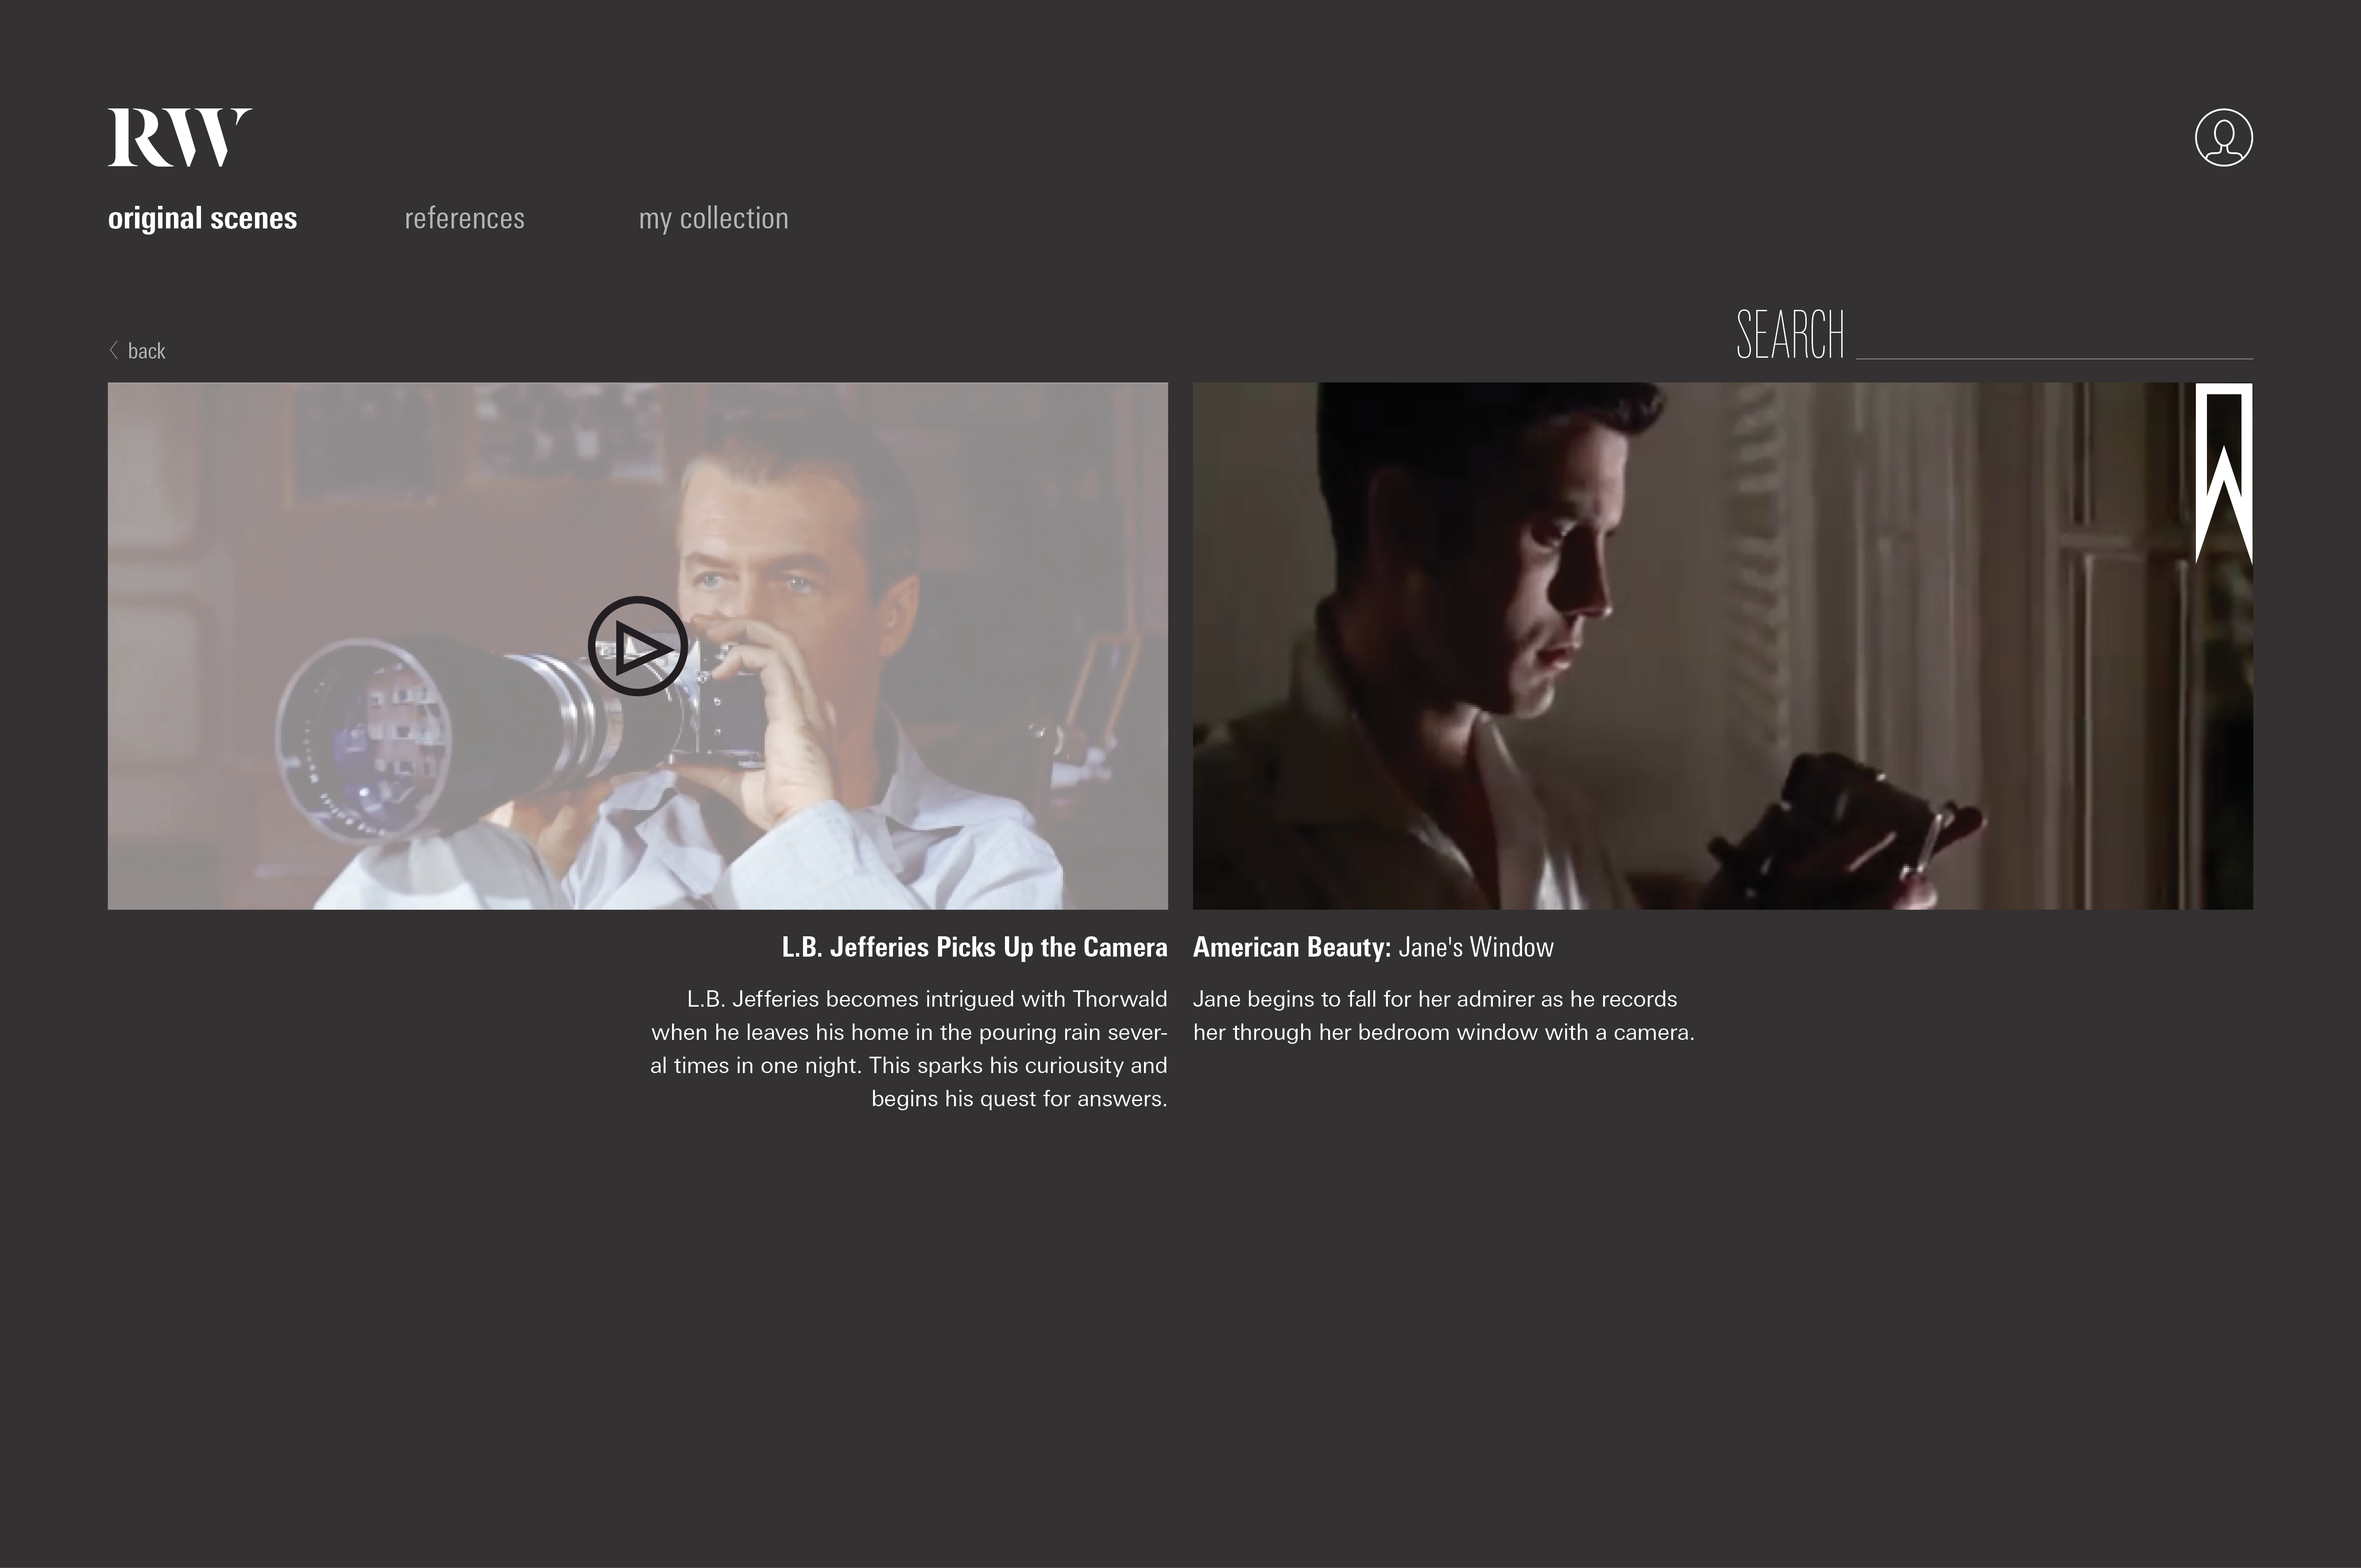 RW
original scenes references my collection
SEARCH
back
L.B. Jefferies Picks Up the Camera
L.B. Jefferies becomes intrigued with Thorwald
when he leaves his home in the pouring rain sever-
al times in one night. This sparks his curiousity and
begins his quest for answers.
American Beauty: Jane's Window
Jane begins to fall for her admirer as he records
her through her bedroom window with a camera.